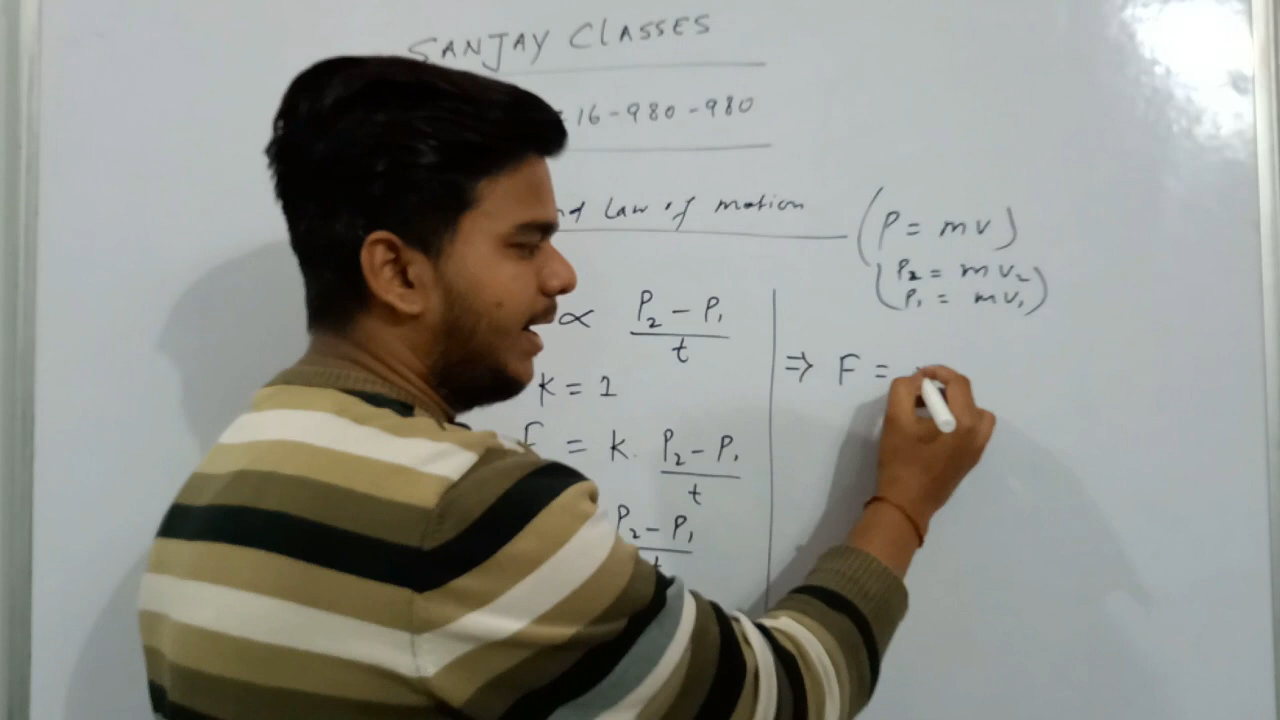 SANJAY ClASSES
16-980-980
Law of motion
(P = mv)
(P₂ = mv₂
P₁ = mv₁)
∝ P₂ - P₁ / t
K = 1
F = K. P₂ - P₁ / t
P₂ - P₁ / t
⇒ F =